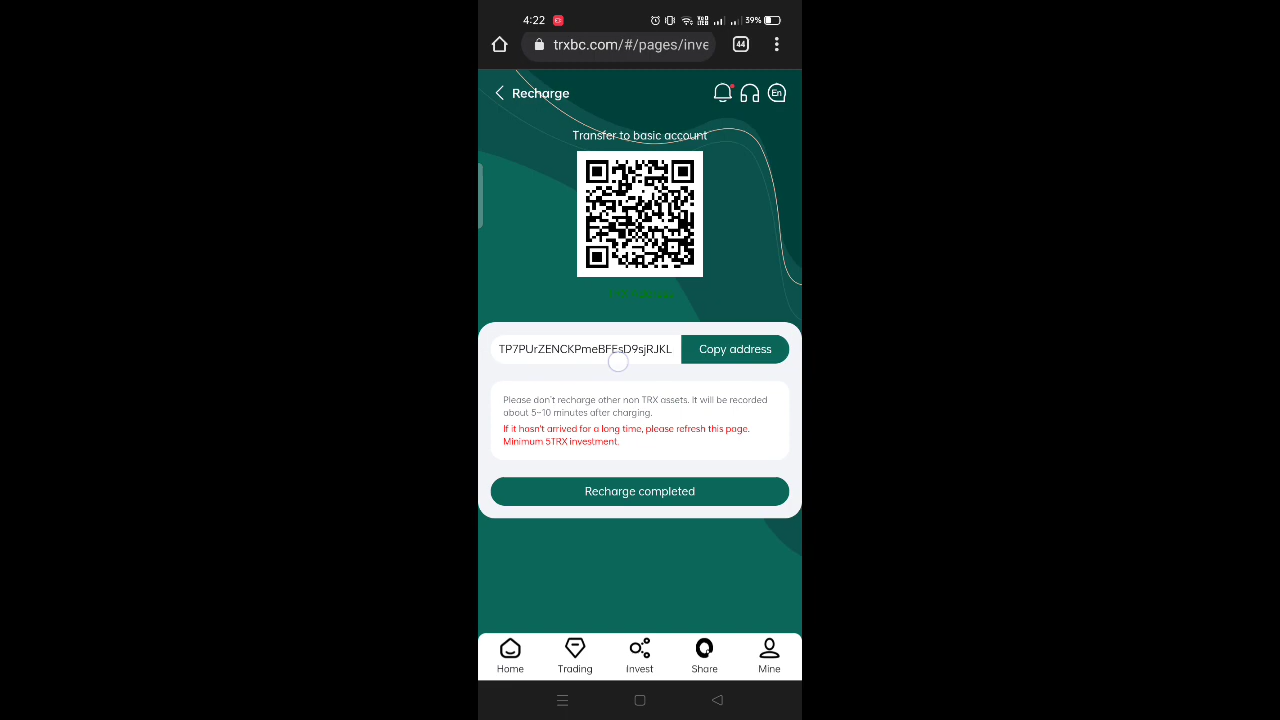 4:22
39%
trxbc.com/#/pages/inve
44
Recharge
En
Transfer to basic account
TP7PUrZENCKPmeBFEsD9sjRJKL
Copy address
Please don't recharge other non TRX assets. It will be recorded
about 5-10 minutes after charging.
If it hasn't arrived for a long time, please refresh this page.
Minimum 5TRX investment.
Recharge completed
Home
Trading
Invest
Share
Mine